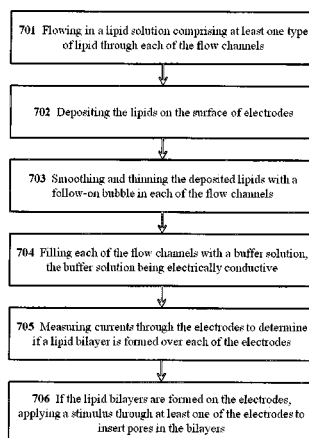 701 Flowing in a lipid solution comprising at least one
type of lipid through each of the flow channels
702 Depositing the lipids on the surface of electrodes
703 Smoothing and thinning the deposited lipids with a
follow-on bubble in each of the flow channels
704 Filling each of the flow channels with a buffer solution,
the buffer solution being electrically conductive
705 Measuring currents through the electrodes to determine
if a lipid bilayer is formed over each of the electrodes
706 If the lipid bilayers are formed on the electrodes,
applying a stimulus through at least one of the electrodes to
insert pores in the bilayers